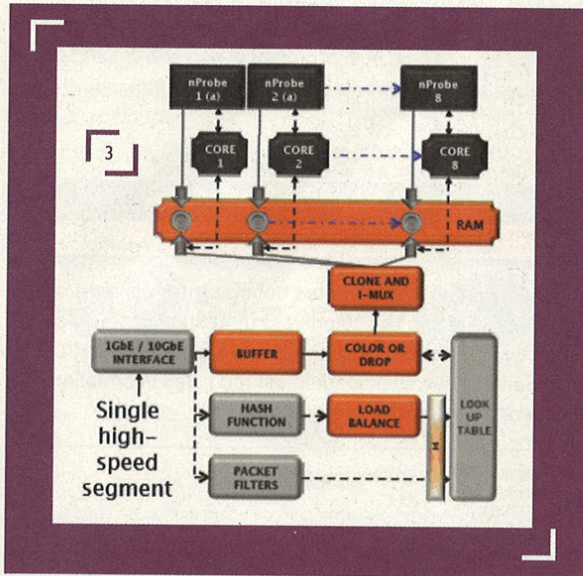 nProbe
1 (a)
nProbe
2 (a)
nProbe
8
3
CORE
1
CORE
2
CORE
8
RAM
CLONE AND
I-MUX
1GbE / 10GbE
INTERFACE
BUFFER
COLOR OR
DROP
LOOK
UP
TABLE
Single
high-
speed
segment
HASH
FUNCTION
LOAD
BALANCE
PACKET
FILTERS